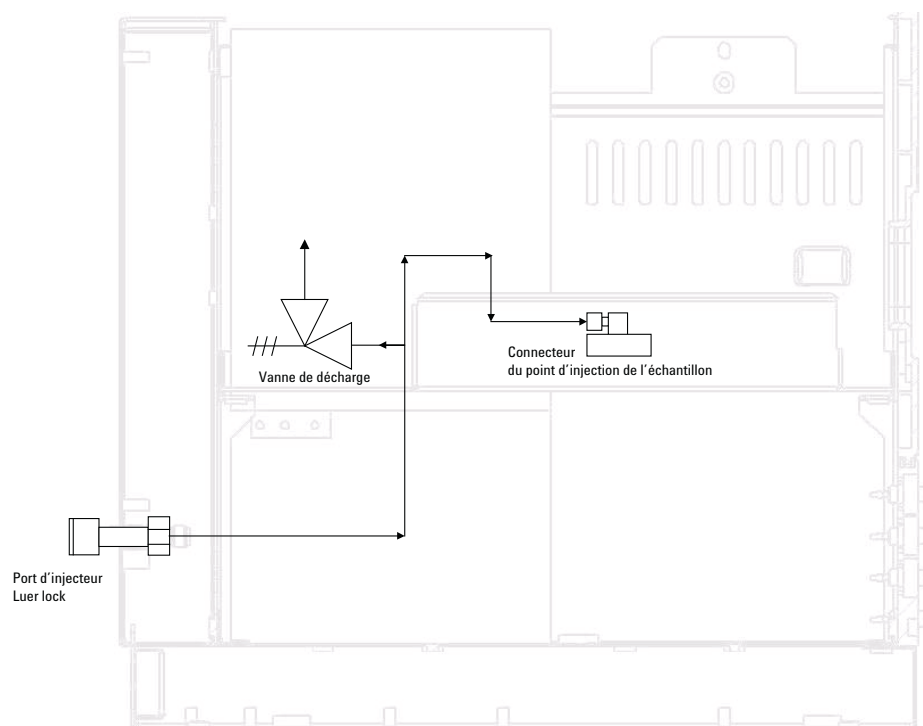 Vanne de décharge
Connecteur
du point d'injection de l'échantillon
Port d'injecteur
Luer lock